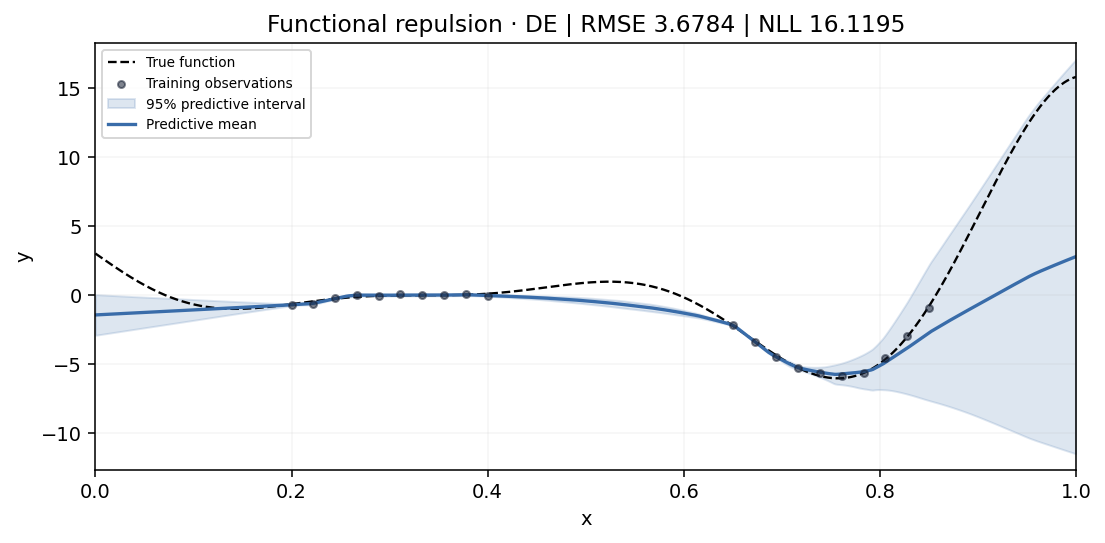 Functional repulsion · DE | RMSE 3.6784 | NLL 16.1195
True function
Training observations
95% predictive interval
Predictive mean
15
10
5
0
−5
−10
y
0.0
0.2
0.4
0.6
0.8
1.0
x